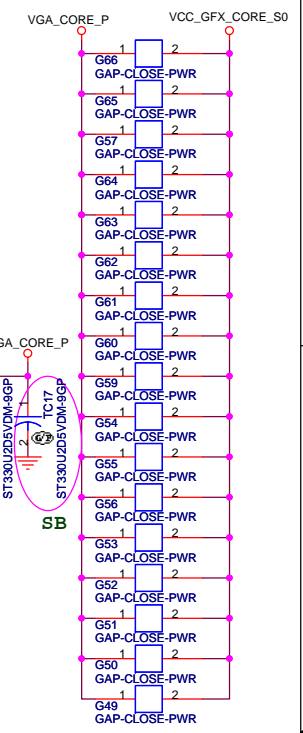 VGA_CORE_P
VCC_GFX_CORE_S0
1 2
G66
GAP-CLOSE-PWR
1 2
G65
GAP-CLOSE-PWR
1 2
G57
GAP-CLOSE-PWR
1 2
G64
GAP-CLOSE-PWR
1 2
G63
GAP-CLOSE-PWR
1 2
G62
GAP-CLOSE-PWR
1 2
G61
GAP-CLOSE-PWR
1 2
G60
GAP-CLOSE-PWR
1 2
G59
GAP-CLOSE-PWR
1 2
G54
GAP-CLOSE-PWR
1 2
G55
GAP-CLOSE-PWR
1 2
G56
GAP-CLOSE-PWR
1 2
G53
GAP-CLOSE-PWR
1 2
G52
GAP-CLOSE-PWR
1 2
G51
GAP-CLOSE-PWR
1 2
G50
GAP-CLOSE-PWR
1 2
G49
GAP-CLOSE-PWR
GA_CORE_P
ST330U2D5VDM-9GP
1 2
TC17
ST330U2D5VDM-9GP
SB